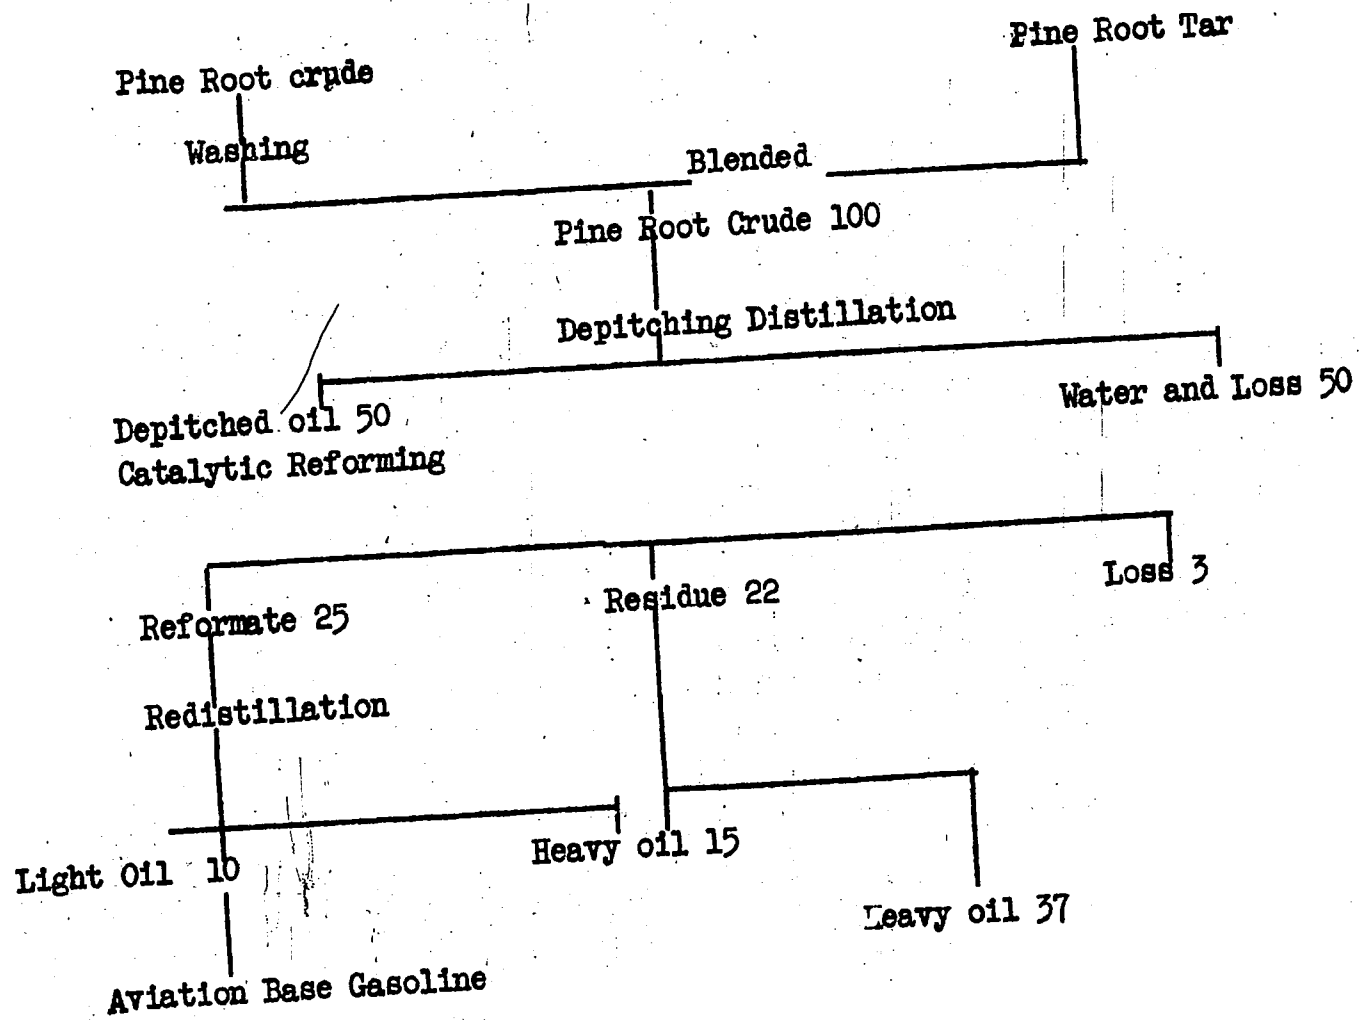 Pine Root Tar
Pine Root crude
Washing
Blended
Pine Root Crude 100
Depitching Distillation
Water and Loss 50
Depitched oil 50
Catalytic Reforming
Loss 3
Residue 22
Reformate 25
Redistillation
Heavy oil 15
Light Oil 10
Heavy oil 37
Aviation Base Gasoline